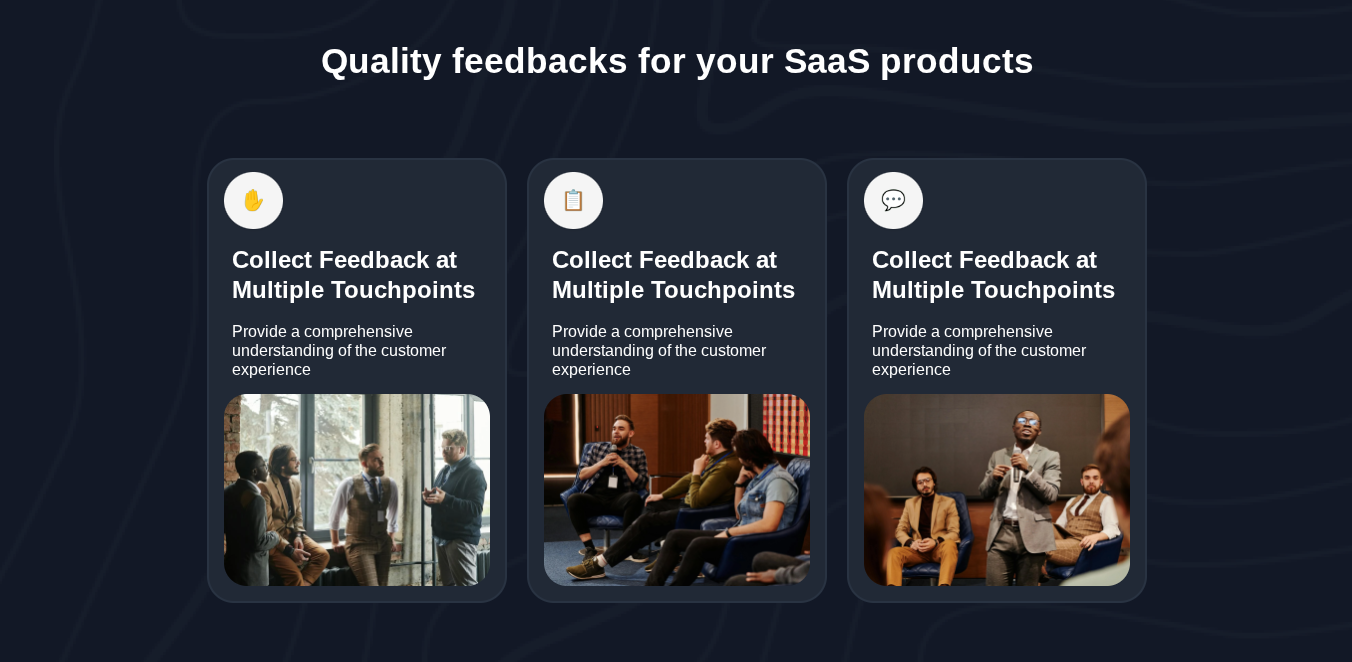 Quality feedbacks for your SaaS products
Collect Feedback at
Multiple Touchpoints
Provide a comprehensive
understanding of the customer
experience
Collect Feedback at
Multiple Touchpoints
Provide a comprehensive
understanding of the customer
experience
Collect Feedback at
Multiple Touchpoints
Provide a comprehensive
understanding of the customer
experience